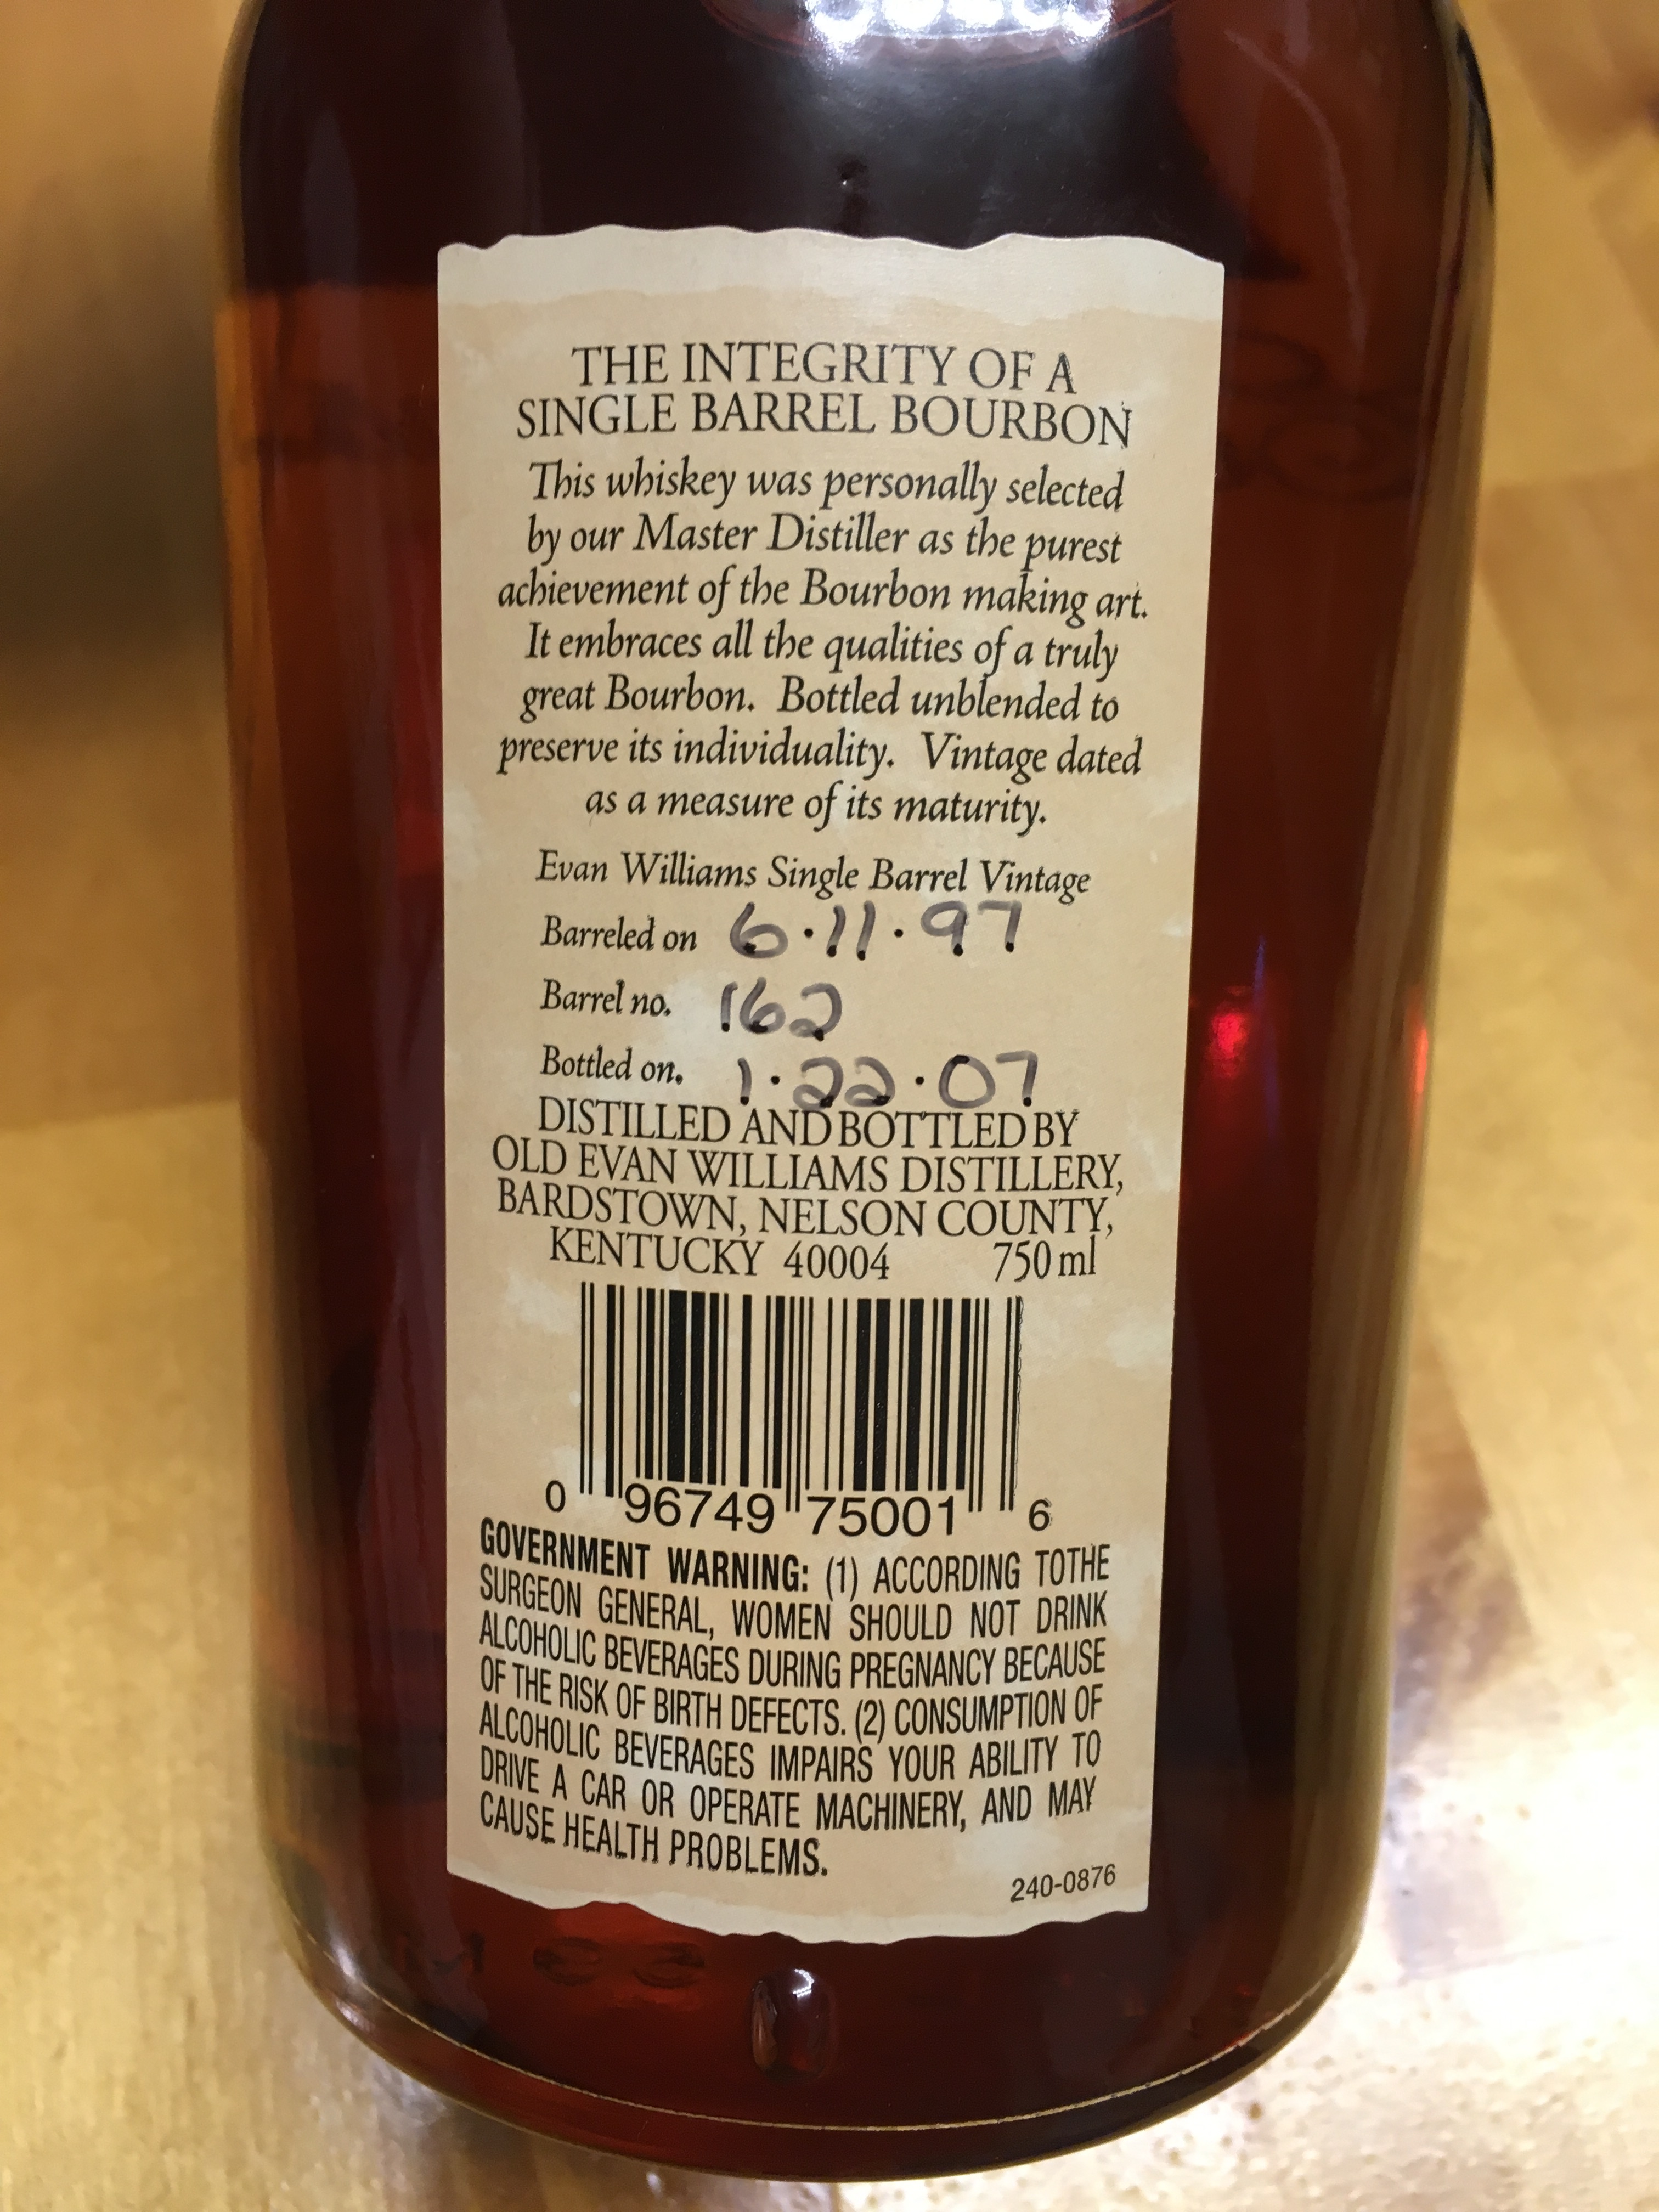 THE INTEGRITY OF A
SINGLE BARREL BOURBON
This whiskey was personally selected
by our Master Distiller as the purest
achievement of the Bourbon making art.
It embraces all the qualities of a truly
great Bourbon. Bottled unblended to
preserve its individuality. Vintage dated
as a measure of its maturity.
Evan Williams Single Barrel Vintage
Barreled on 6·11·97
Barrel no. 162
Bottled on. 1·22·07
DISTILLED AND BOTTLED BY
OLD EVAN WILLIAMS DISTILLERY,
BARDSTOWN, NELSON COUNTY,
KENTUCKY 40004 750 ml
0 96749 75001 6
GOVERNMENT WARNING: (1) ACCORDING TOTHE
SURGEON GENERAL, WOMEN SHOULD NOT DRINK
ALCOHOLIC BEVERAGES DURING PREGNANCY BECAUSE
OF THE RISK OF BIRTH DEFECTS. (2) CONSUMPTION OF
ALCOHOLIC BEVERAGES IMPAIRS YOUR ABILITY TO
DRIVE A CAR OR OPERATE MACHINERY, AND MAY
CAUSE HEALTH PROBLEMS.
240-0876